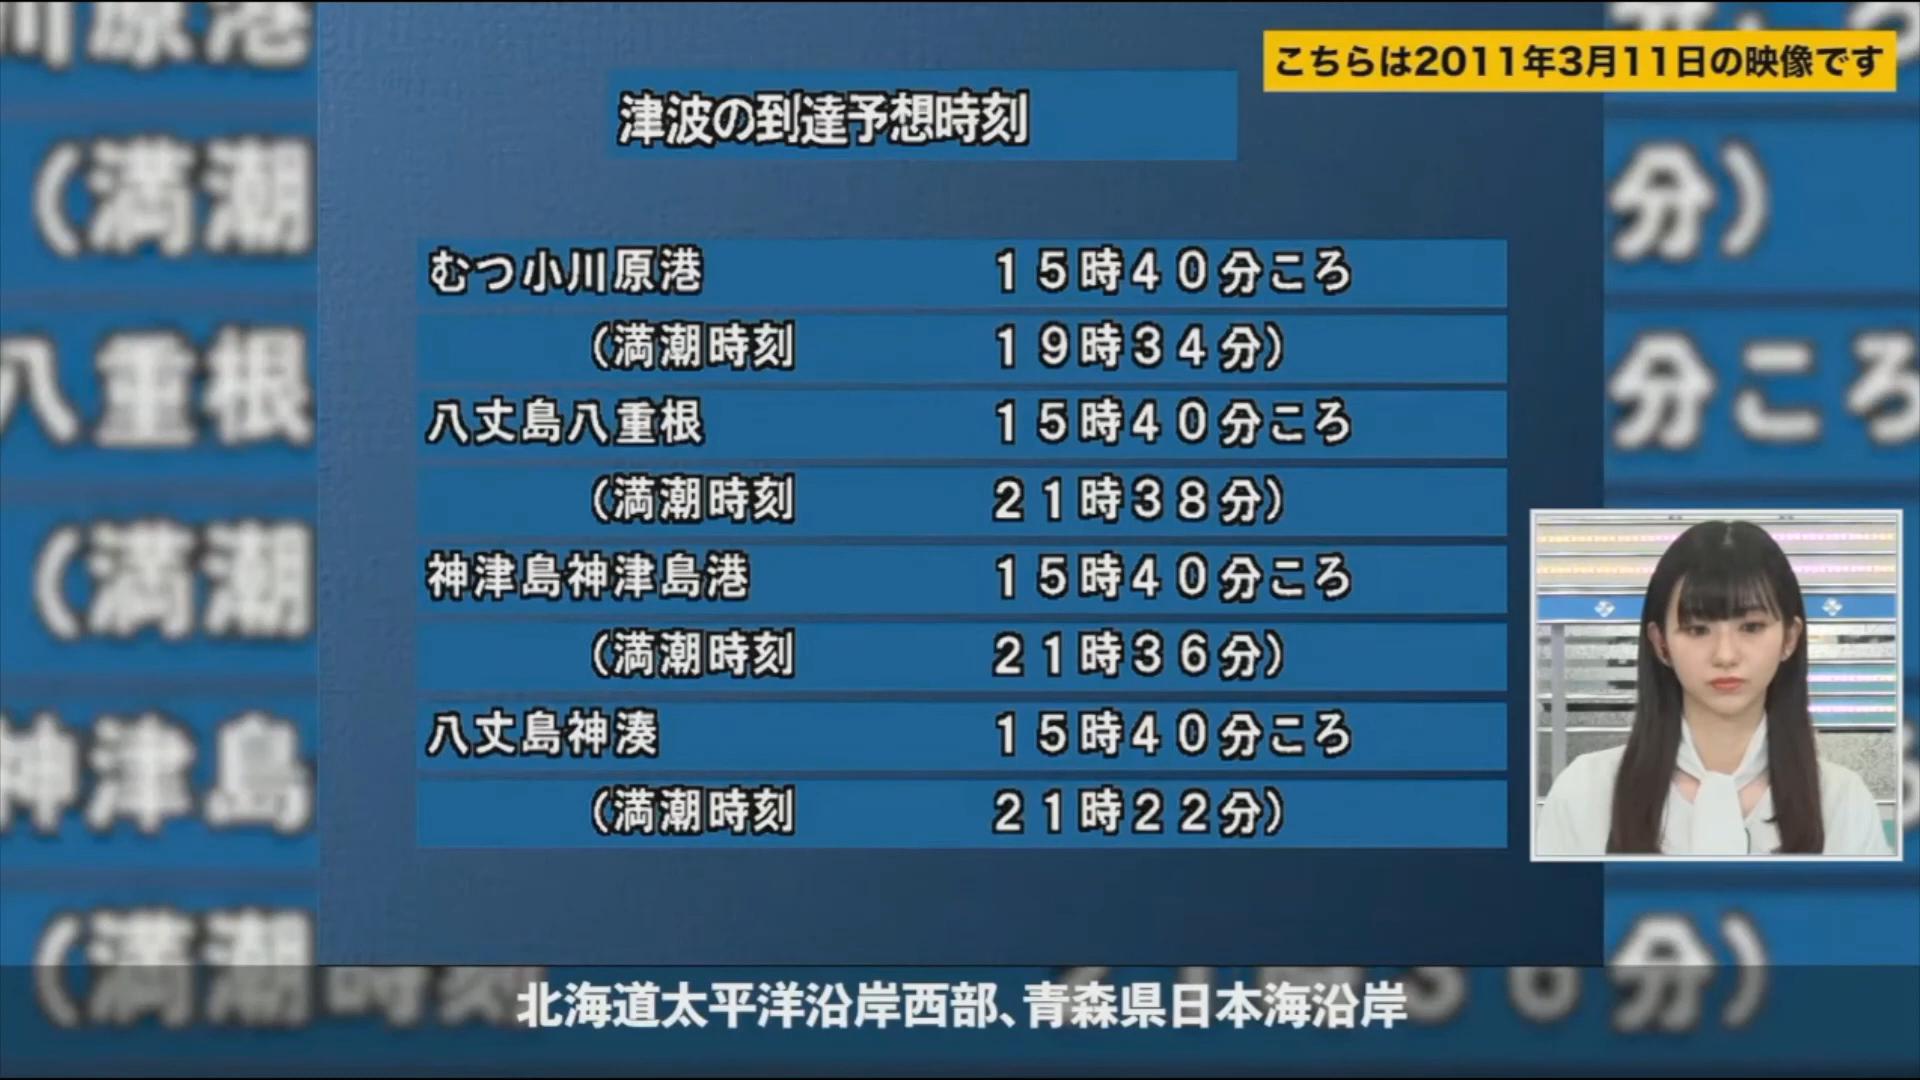 こちらは2011年3月11日の映像です
津波の到達予想時刻
むつ小川原港 15時40分ころ
(満潮時刻 19時34分)
八丈島八重根 15時40分ころ
(満潮時刻 21時38分)
神津島神津島港 15時40分ころ
(満潮時刻 21時36分)
八丈島神湊 15時40分ころ
(満潮時刻 21時22分)
北海道太平洋沿岸西部、青森県日本海沿岸